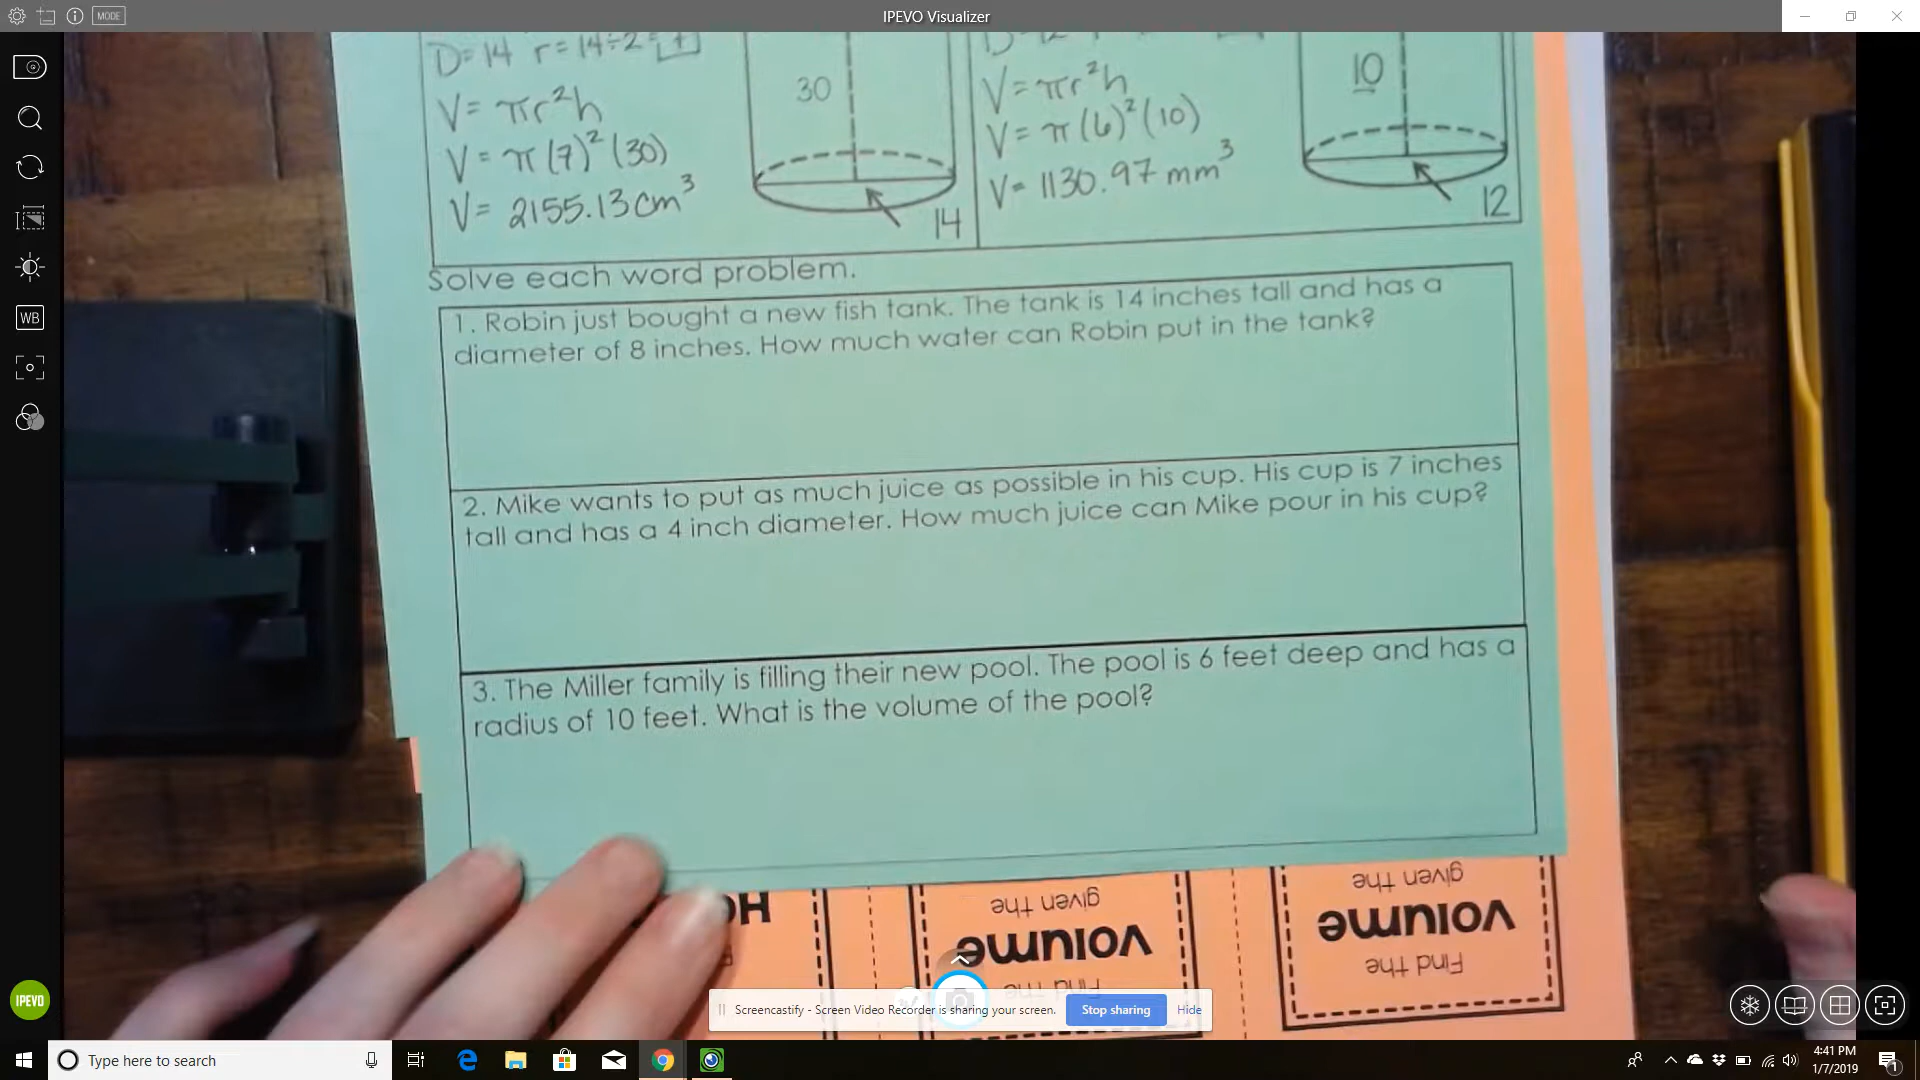 MODE
IPEVO Visualizer
D=14 r=14÷2=
V= πr²h
V= π(7)²(30)
V= 2155.13cm³
30
14
V= πr²h
V= π(6)²(10)
V= 1130.97 mm³
10
12
Solve each word problem.
1. Robin just bought a new fish tank. The tank is 14 inches tall and has a
diameter of 8 inches. How much water can Robin put in the tank?
2. Mike wants to put as much juice as possible in his cup. His cup is 7 inches
tall and has a 4 inch diameter. How much juice can Mike pour in his cup?
3. The Miller family is filling their new pool. The pool is 6 feet deep and has a
radius of 10 feet. What is the volume of the pool?
given the
volume
Find the
given the
volume
Find the
WB
IPEVO
Screencastify - Screen Video Recorder is sharing your screen.
Stop sharing
Hide
Type here to search
4:41 PM
1/7/2019
1